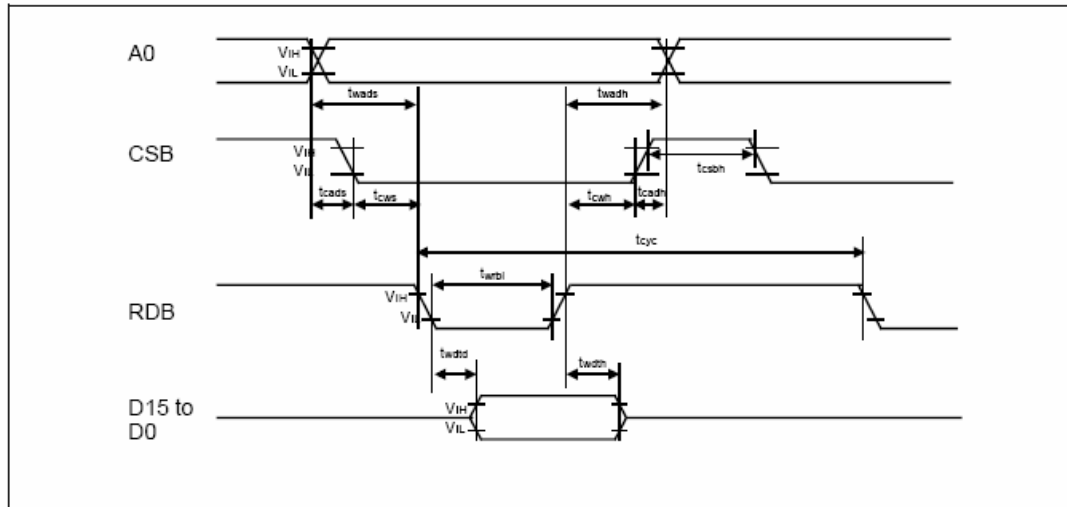 A0
VIH
VIL
twads
twadh
CSB
VIH
VIL
tcsbh
tcads
tcws
tcwh
tcadh
tcyc
twrbl
RDB
VIH
VIL
twdtd
twdth
D15 to
D0
VIH
VIL